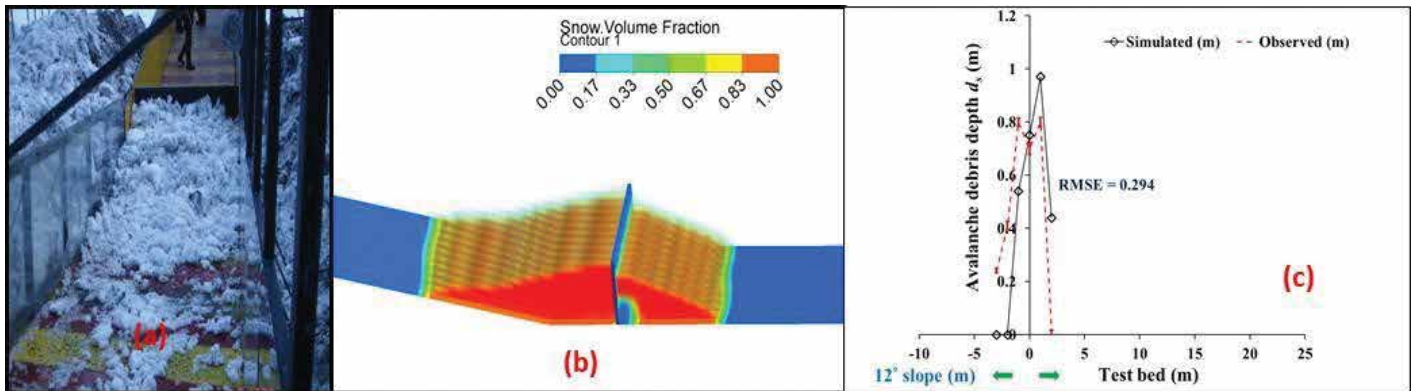 (a)
Snow.Volume Fraction
Contour 1
0.00 0.17 0.33 0.50 0.67 0.83 1.00
(b)
Avalanche debris depth dₛ (m)
1.2
1
0.8
0.6
0.4
0.2
0
Simulated (m) Observed (m)
RMSE = 0.294
(c)
-10 -5 0 5 10 15 20 25
12° slope (m) Test bed (m)